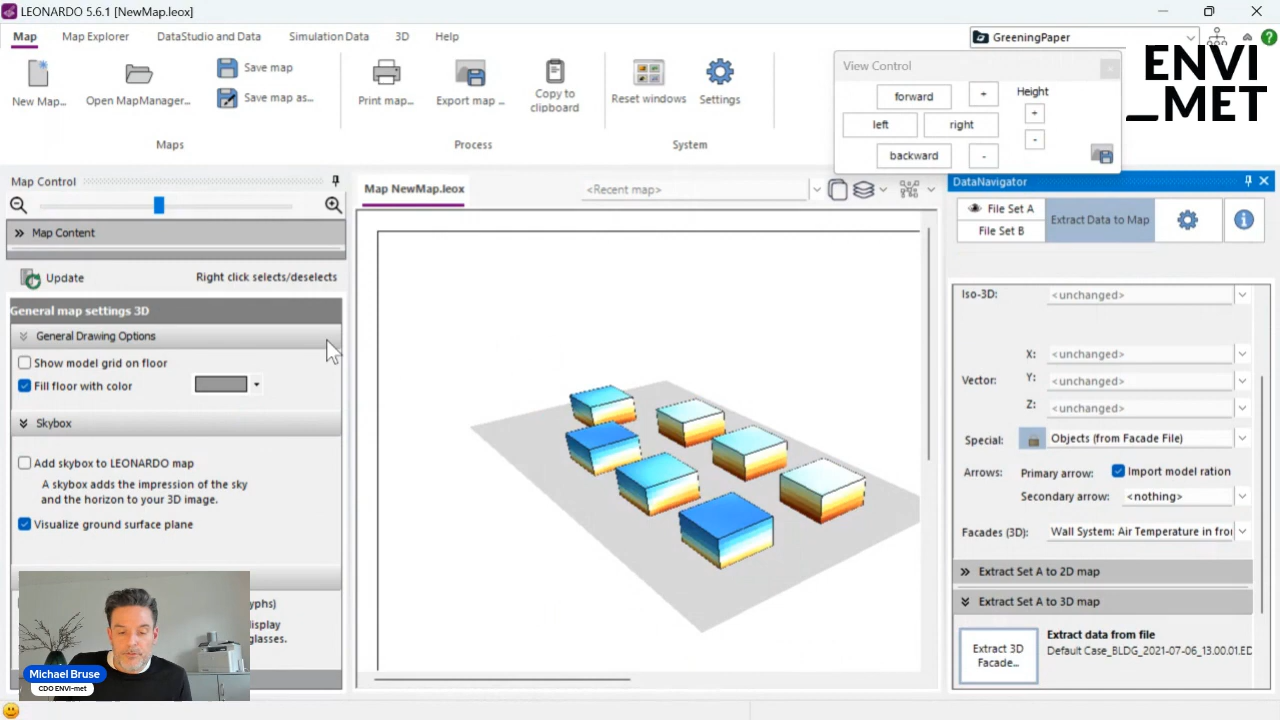 LEONARDO 5.6.1 [NewMap.leox]
Map
Map Explorer
DataStudio and Data
Simulation Data
3D
Help
GreeningPaper
?
ENVI
_MET
New Map...
Open MapManager...
Save map
Save map as...
Maps
Print map...
Export map ...
Copy to
clipboard
Process
Reset windows
Settings
System
View Control
forward
+
Height
left
right
+
backward
-
-
Map Control
Map Content
Update
Right click selects/deselects
General map settings 3D
General Drawing Options
Show model grid on floor
Fill floor with color
Skybox
Add skybox to LEONARDO map
A skybox adds the impression of the sky
and the horizon to your 3D image.
Visualize ground surface plane
yphs)
isplay
glasses.
Michael Bruse
CDO ENVI-met
Map NewMap.leox
<Recent map>
DataNavigator
File Set A
File Set B
Extract Data to Map
Iso-3D:
<unchanged>
Vector:
X:
<unchanged>
Y:
<unchanged>
Z:
<unchanged>
Special:
Objects (from Facade File)
Arrows:
Primary arrow:
Import model ration
Secondary arrow:
<nothing>
Facades (3D):
Wall System: Air Temperature in fron
Extract Set A to 2D map
Extract Set A to 3D map
Extract 3D
Facade...
Extract data from file
Default Case_BLDG_2021-07-06_13.00.01.ED